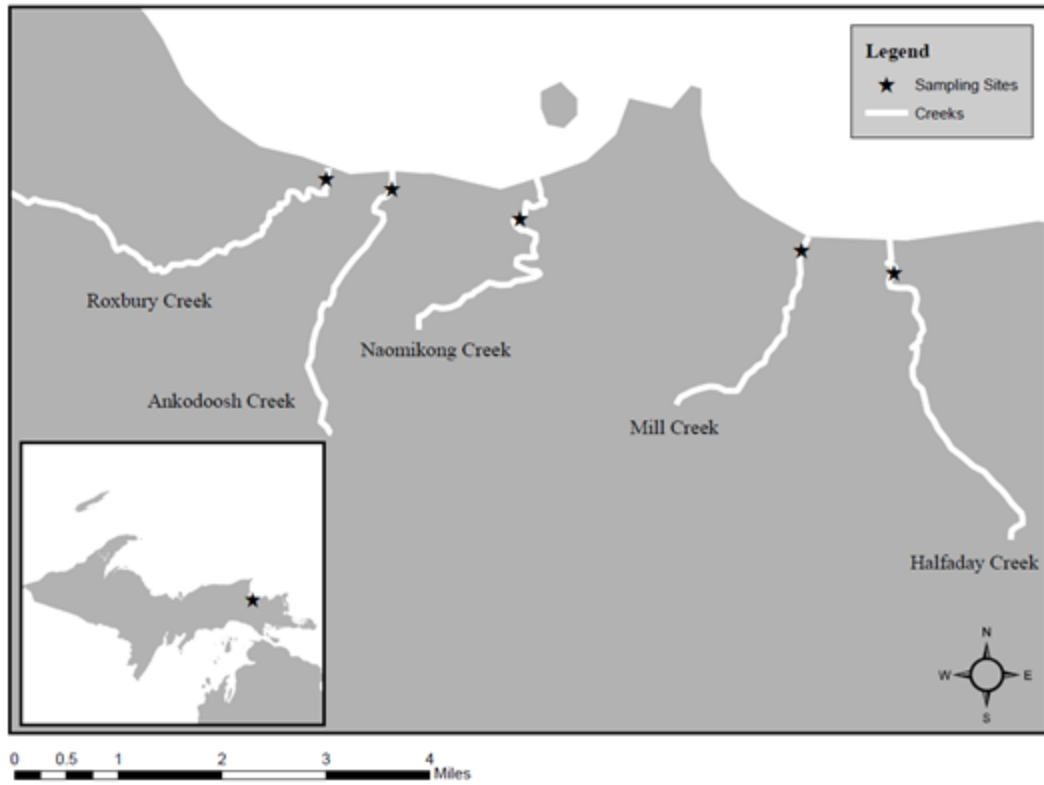 Legend
Sampling Sites
Creeks
Roxbury Creek
Naomikong Creek
Ankodoosh Creek
Mill Creek
Halfaday Creek
N
W E
S
0 0.5 1 2 3 4
Miles